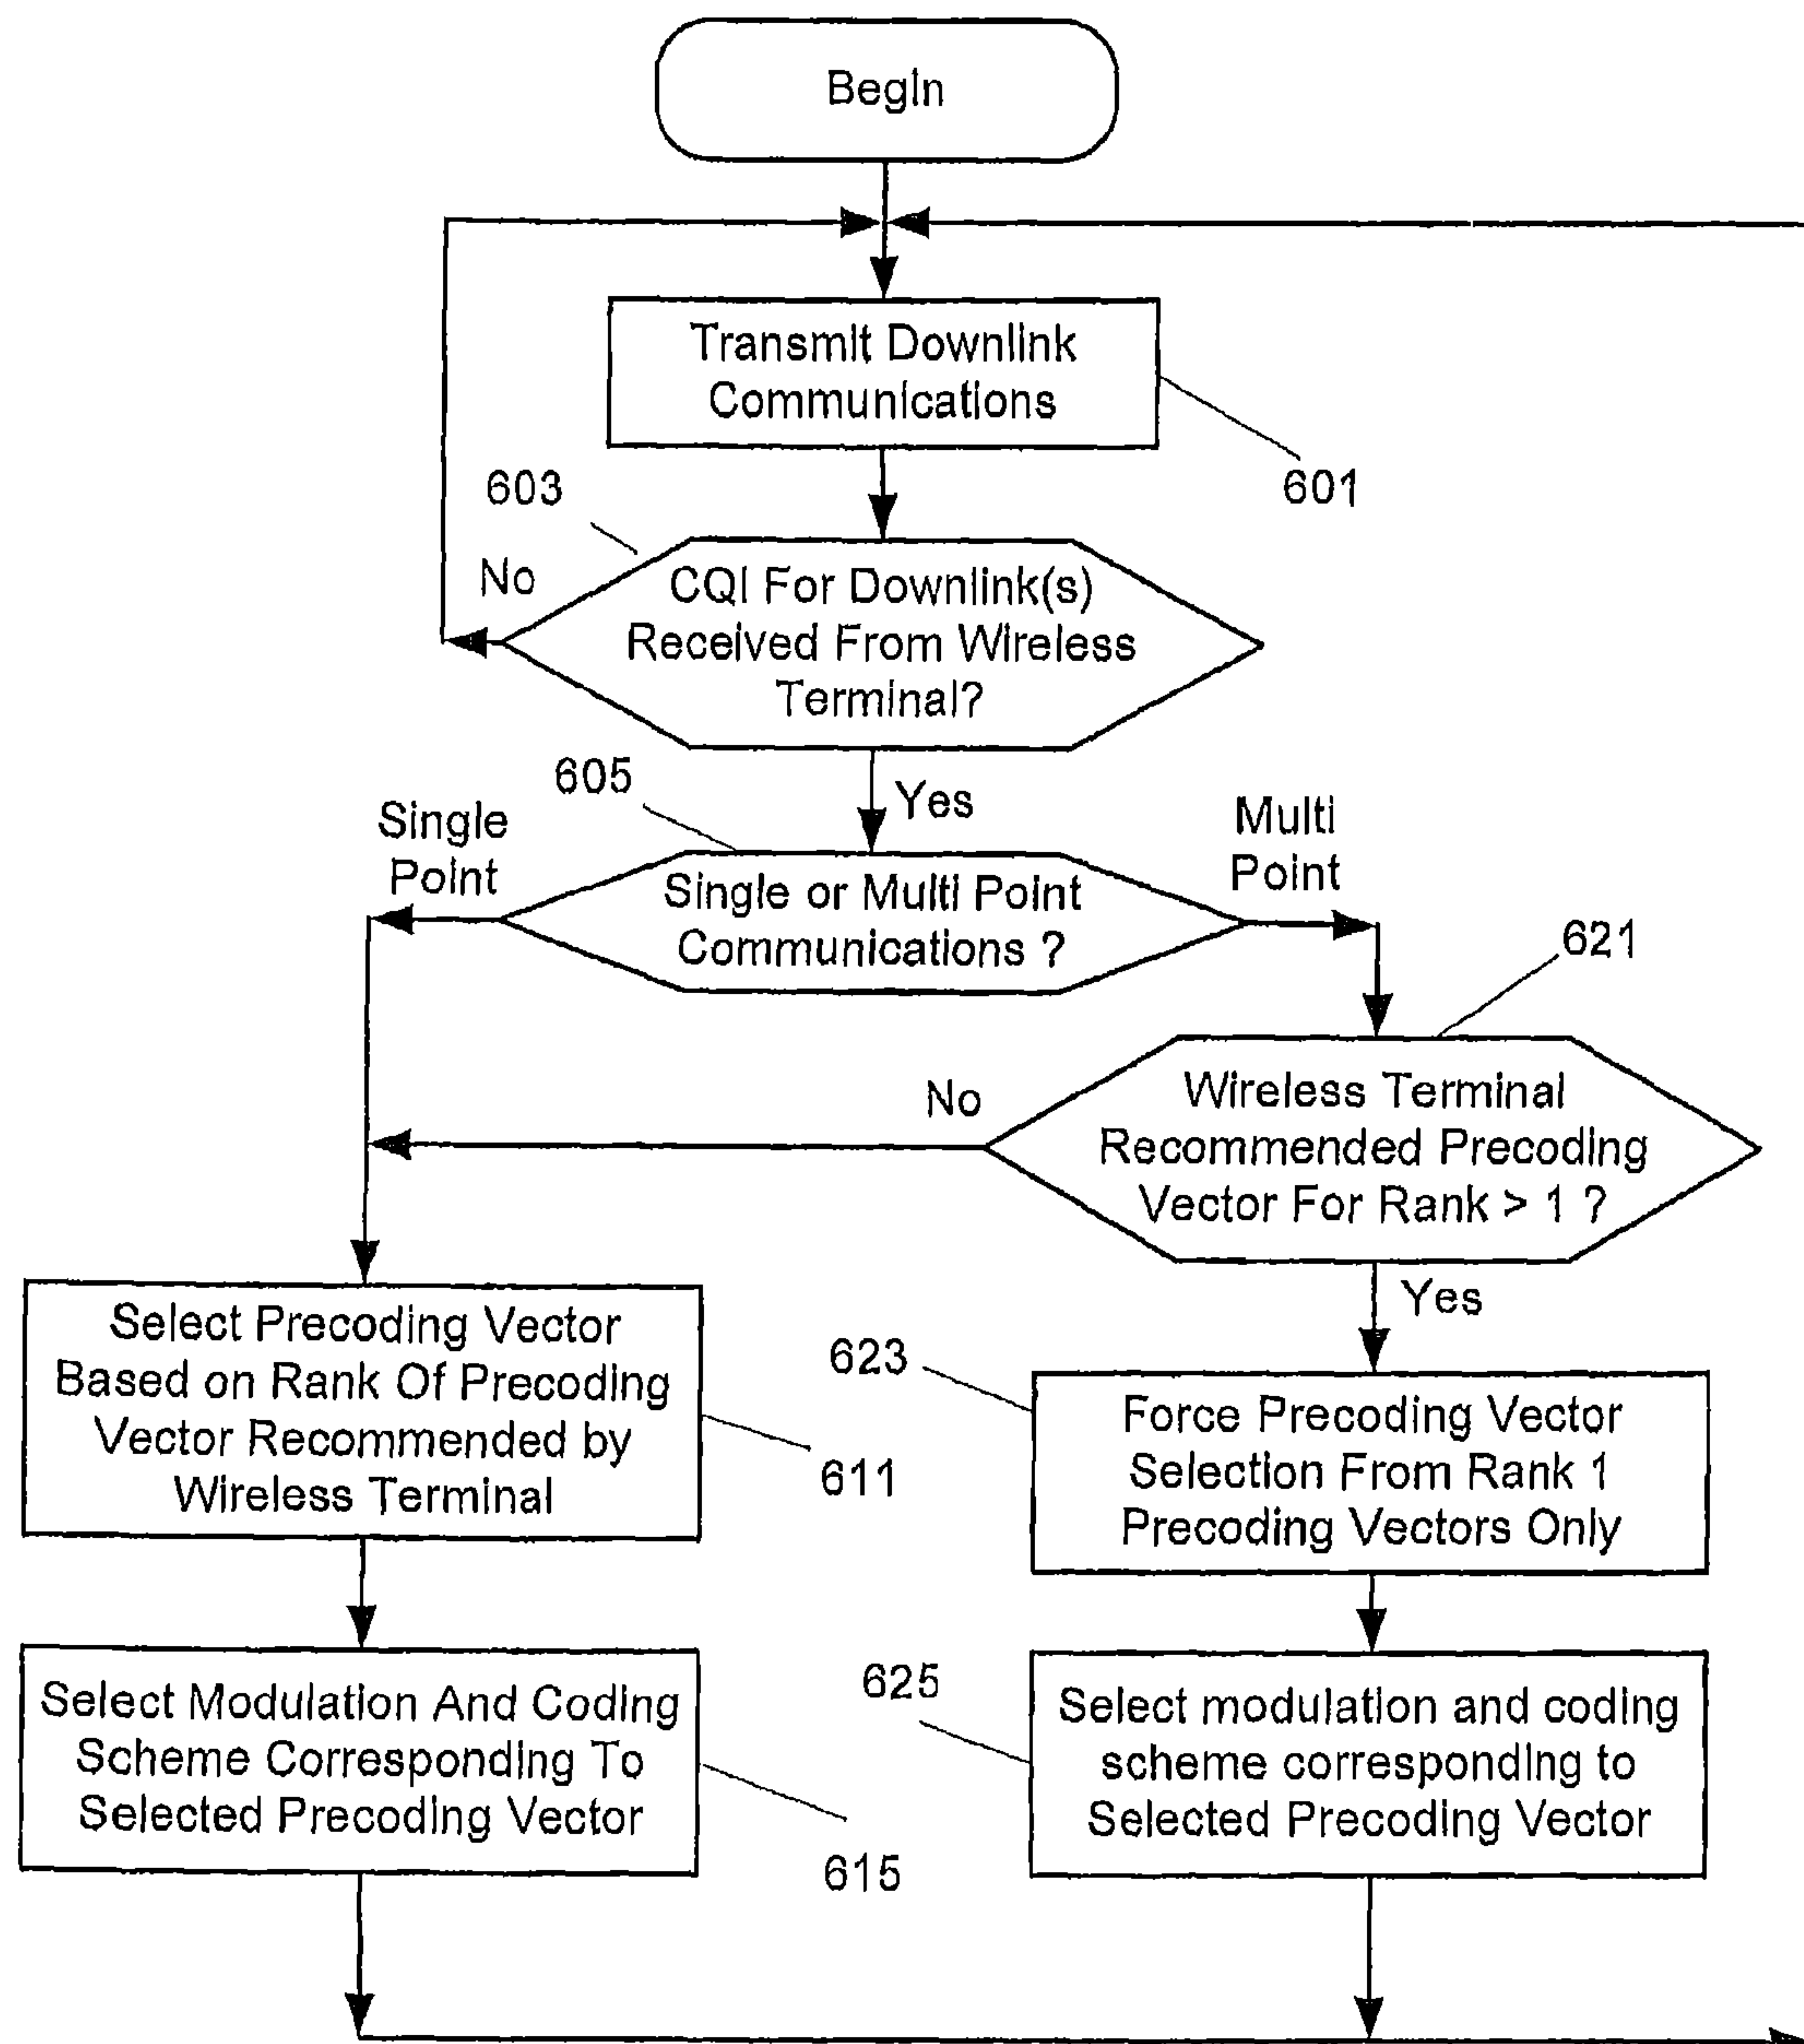 Begin
Transmit Downlink
Communications
601
603
No
CQI For Downlink(s)
Received From Wireless
Terminal?
605
Yes
Single
Point
Multi
Point
Single or Multi Point
Communications ?
621
No
Wireless Terminal
Recommended Precoding
Vector For Rank > 1 ?
Yes
Select Precoding Vector
Based on Rank Of Precoding
Vector Recommended by
Wireless Terminal
611
623
Force Precoding Vector
Selection From Rank 1
Precoding Vectors Only
Select Modulation And Coding
Scheme Corresponding To
Selected Precoding Vector
615
625
Select modulation and coding
scheme corresponding to
Selected Precoding Vector